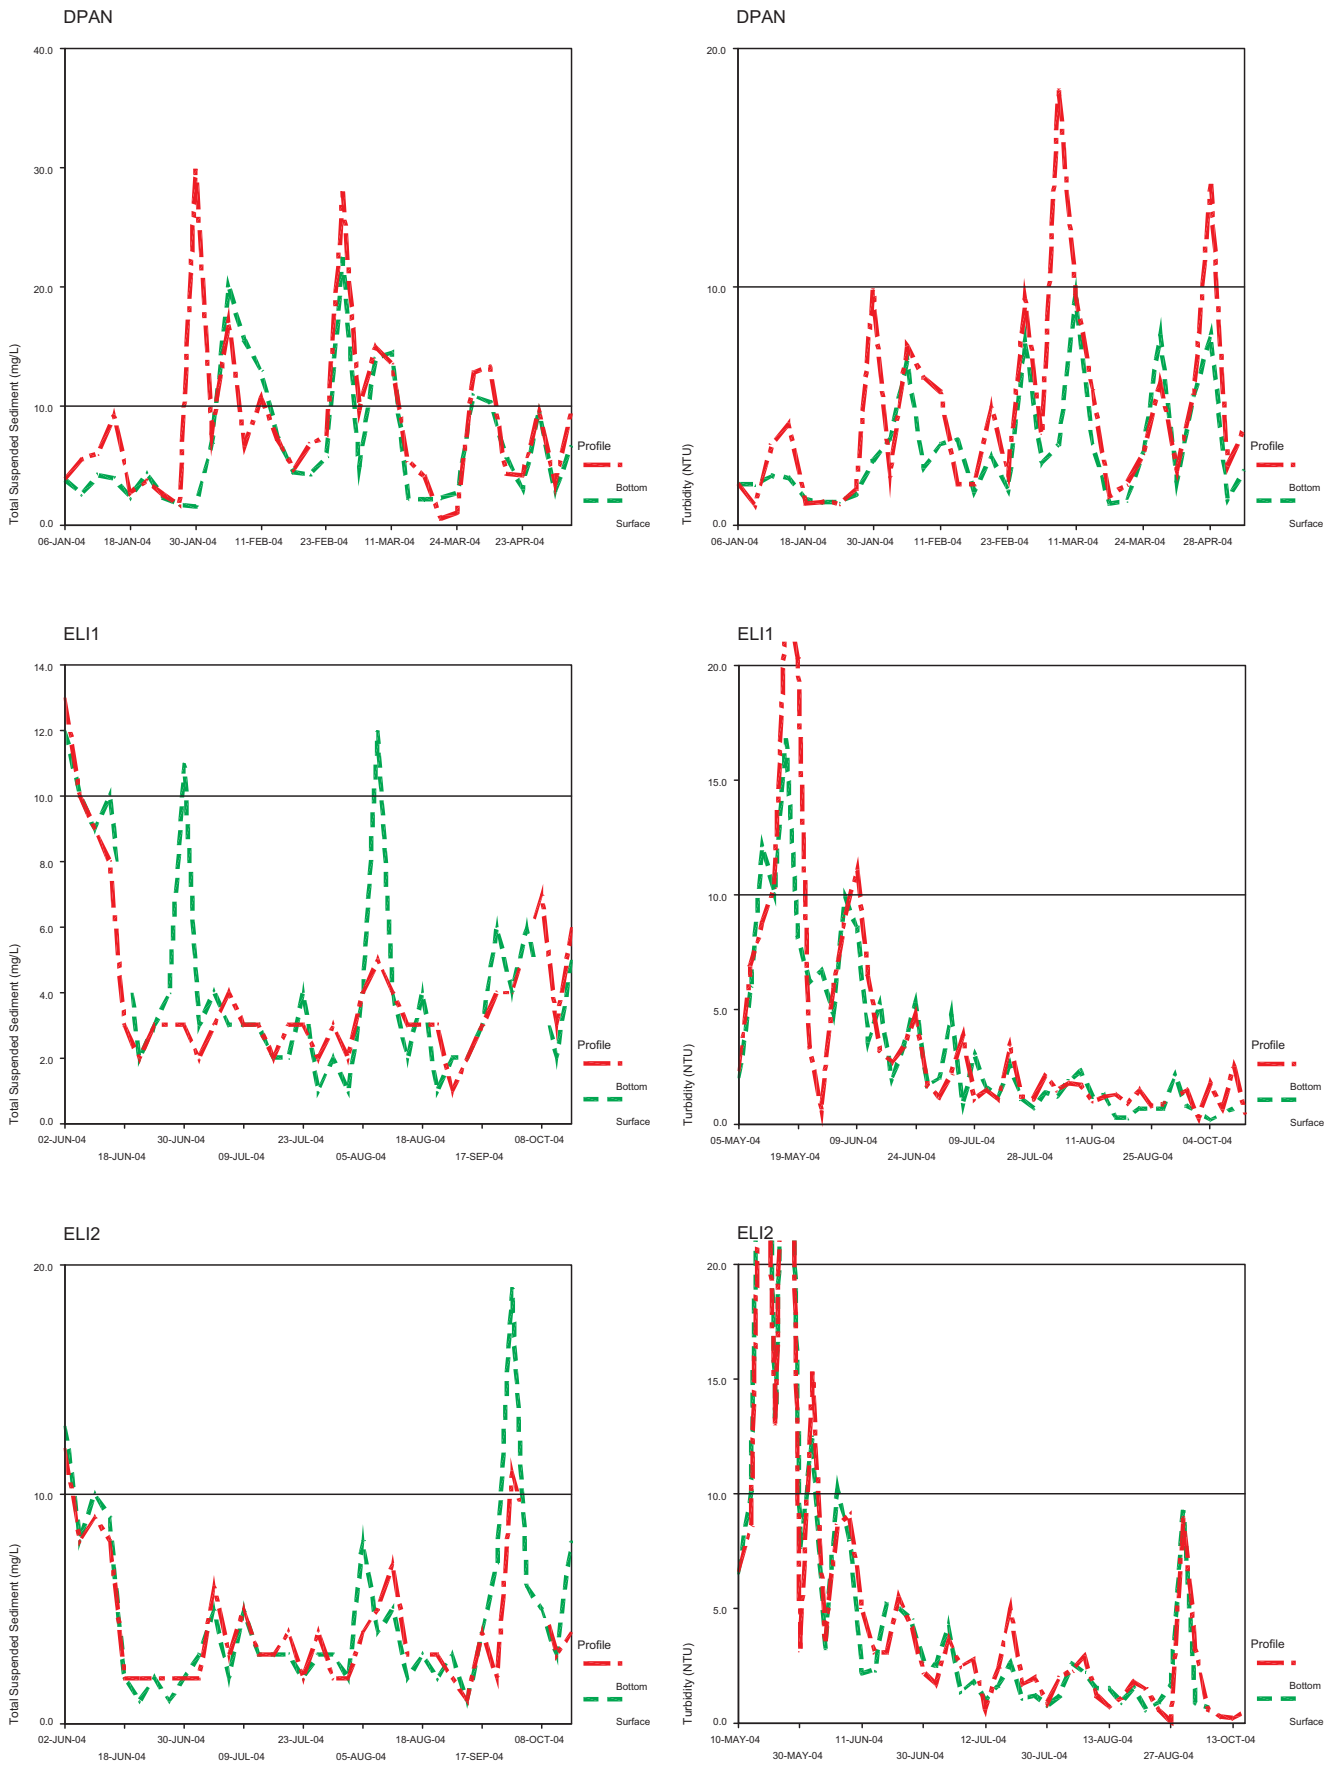 DPAN
40.0
30.0
20.0
10.0
0.0
Total Suspended Sediment (mg/L)
06-JAN-04 18-JAN-04 30-JAN-04 11-FEB-04 23-FEB-04 11-MAR-04 24-MAR-04 23-APR-04
Profile
Bottom
Surface
DPAN
20.0
10.0
0.0
Turbidity (NTU)
06-JAN-04 18-JAN-04 30-JAN-04 11-FEB-04 23-FEB-04 11-MAR-04 24-MAR-04 28-APR-04
Profile
Bottom
Surface
ELI1
14.0
12.0
10.0
8.0
6.0
4.0
2.0
0.0
Total Suspended Sediment (mg/L)
02-JUN-04 30-JUN-04 23-JUL-04 18-AUG-04 08-OCT-04
18-JUN-04 09-JUL-04 05-AUG-04 17-SEP-04
Profile
Bottom
Surface
ELI1
20.0
15.0
10.0
5.0
0.0
Turbidity (NTU)
05-MAY-04 09-JUN-04 09-JUL-04 11-AUG-04 04-OCT-04
19-MAY-04 24-JUN-04 28-JUL-04 25-AUG-04
Profile
Bottom
Surface
ELI2
20.0
10.0
0.0
Total Suspended Sediment (mg/L)
02-JUN-04 30-JUN-04 23-JUL-04 18-AUG-04 08-OCT-04
18-JUN-04 09-JUL-04 05-AUG-04 17-SEP-04
Profile
Bottom
Surface
ELI2
20.0
15.0
10.0
5.0
0.0
Turbidity (NTU)
10-MAY-04 11-JUN-04 12-JUL-04 13-AUG-04 13-OCT-04
30-MAY-04 30-JUN-04 30-JUL-04 27-AUG-04
Profile
Bottom
Surface